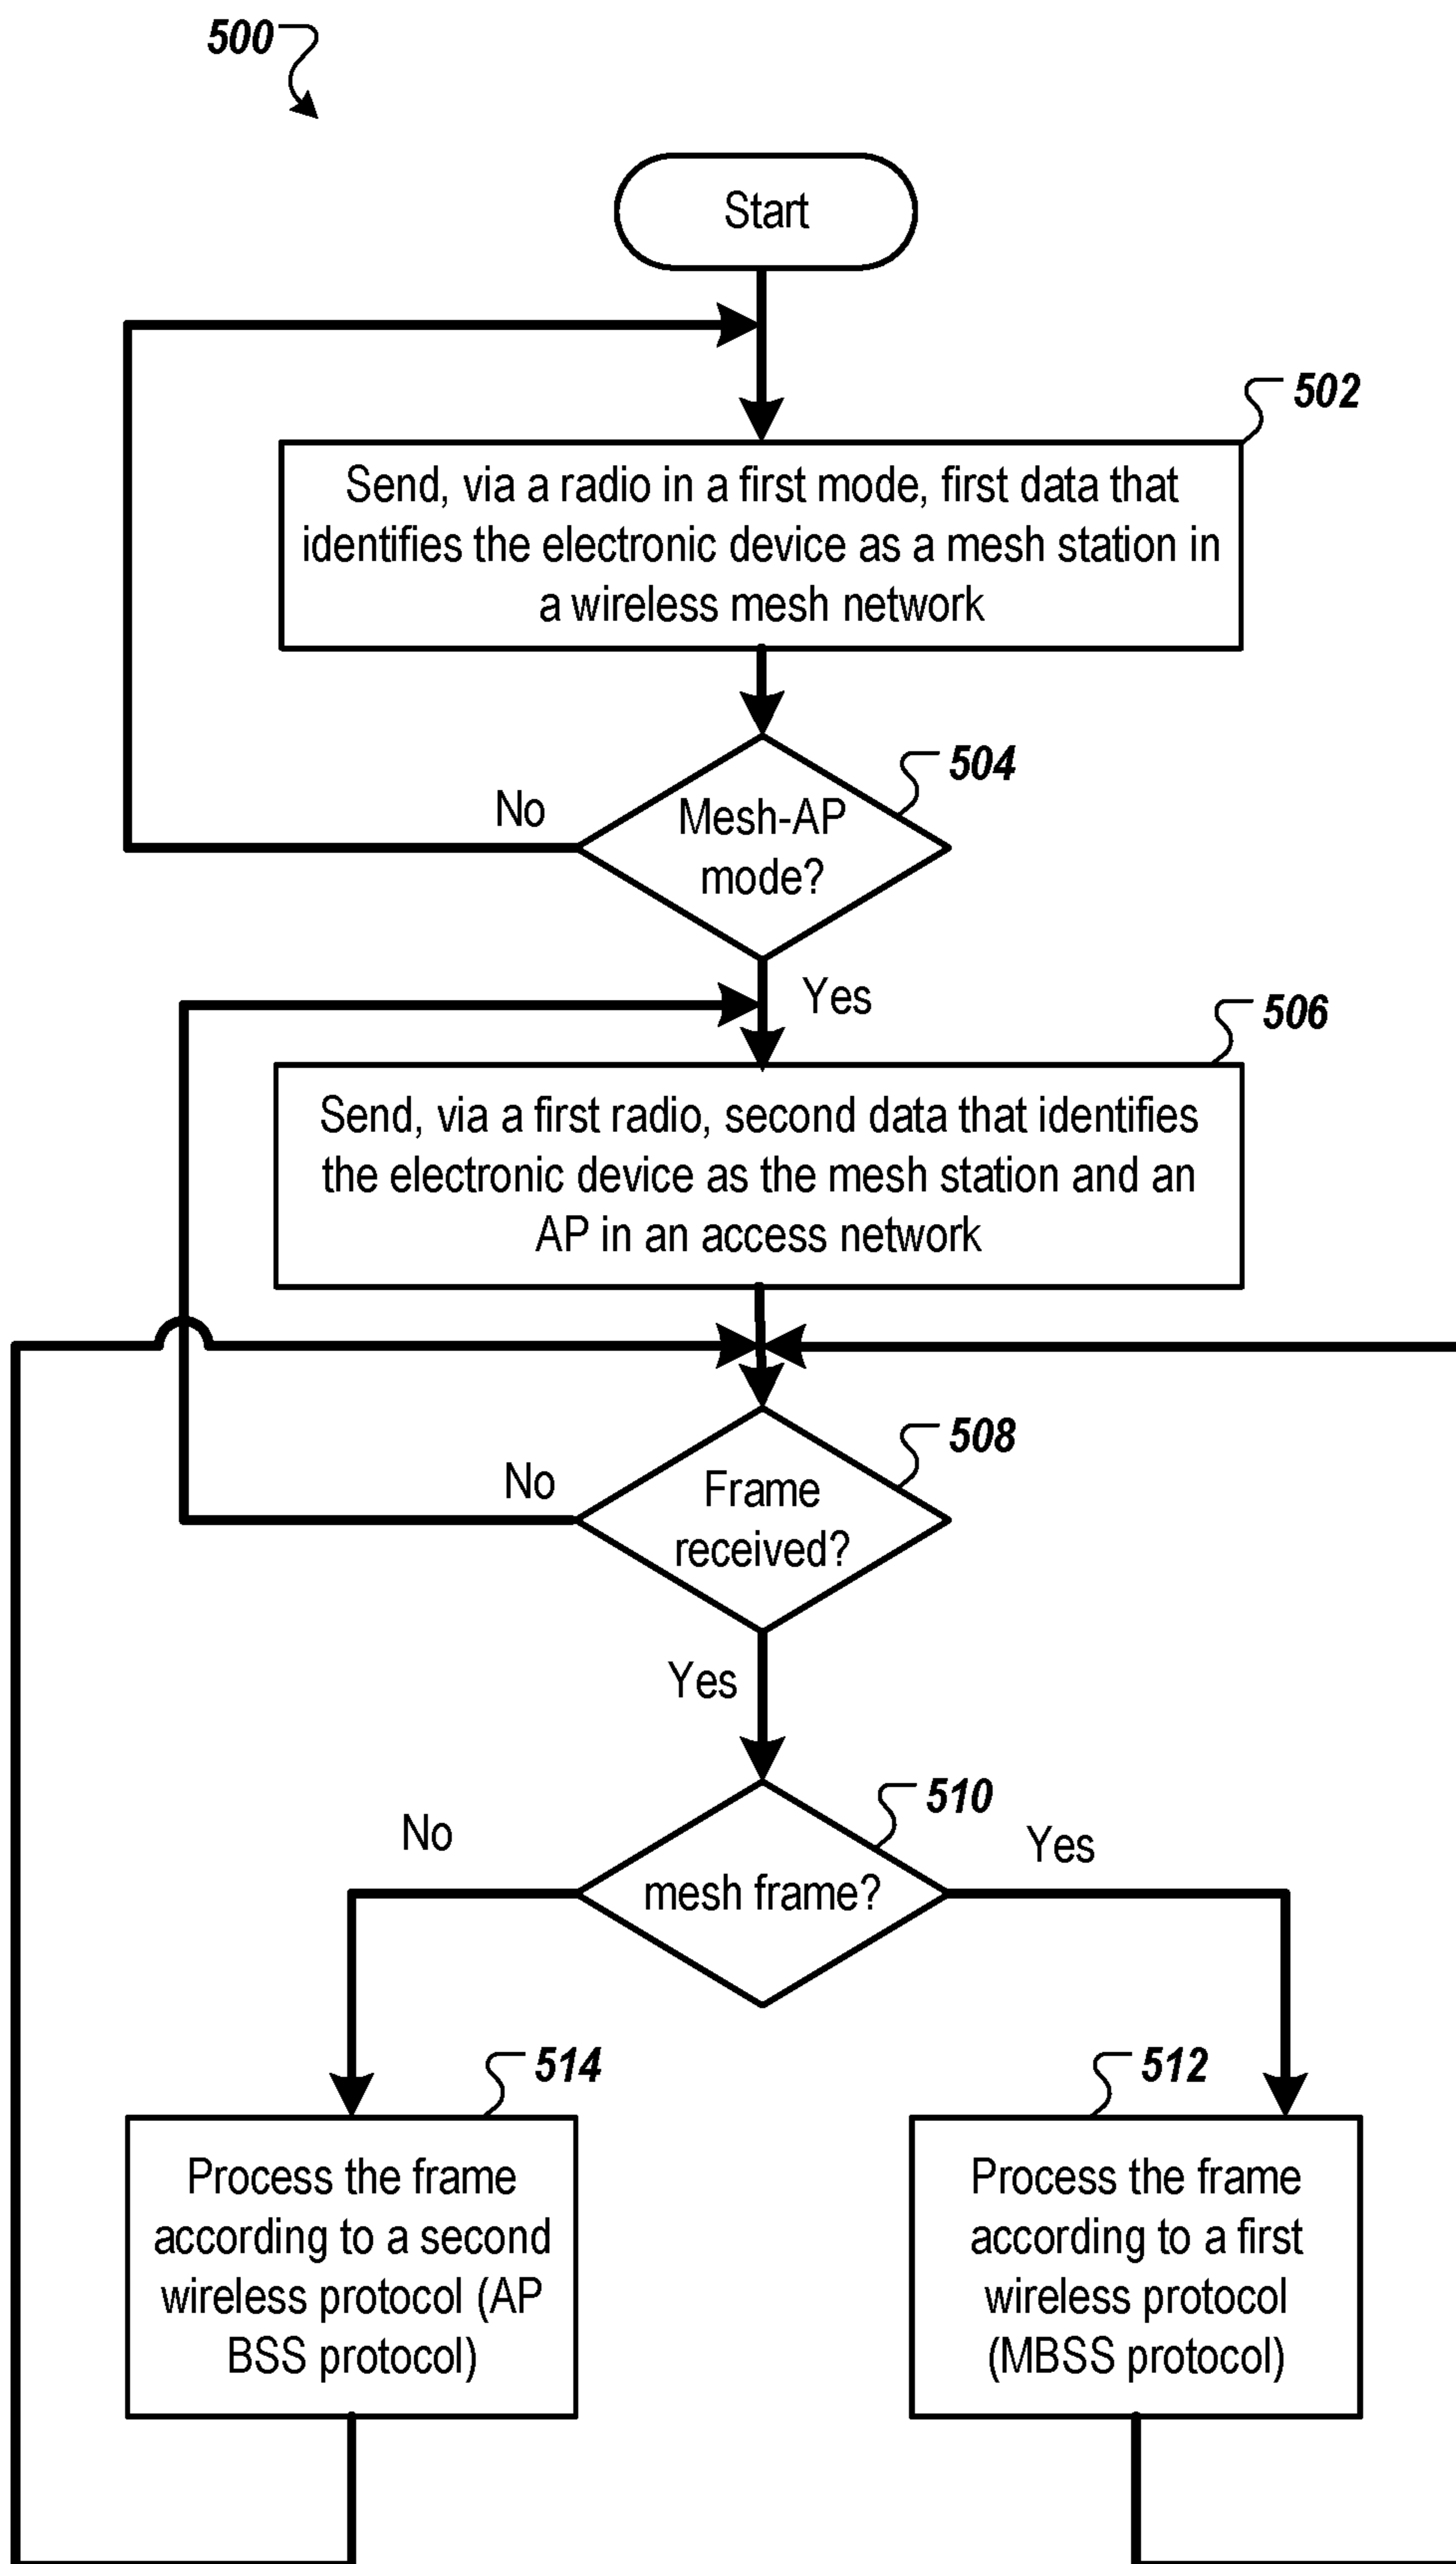 500
Start
502
Send, via a radio in a first mode, first data that
identifies the electronic device as a mesh station in
a wireless mesh network
504
No
Mesh-AP
mode?
Yes
506
Send, via a first radio, second data that identifies
the electronic device as the mesh station and an
AP in an access network
508
No
Frame
received?
Yes
510
No
Yes
mesh frame?
514
512
Process the frame
according to a second
wireless protocol (AP
BSS protocol)
Process the frame
according to a first
wireless protocol
(MBSS protocol)